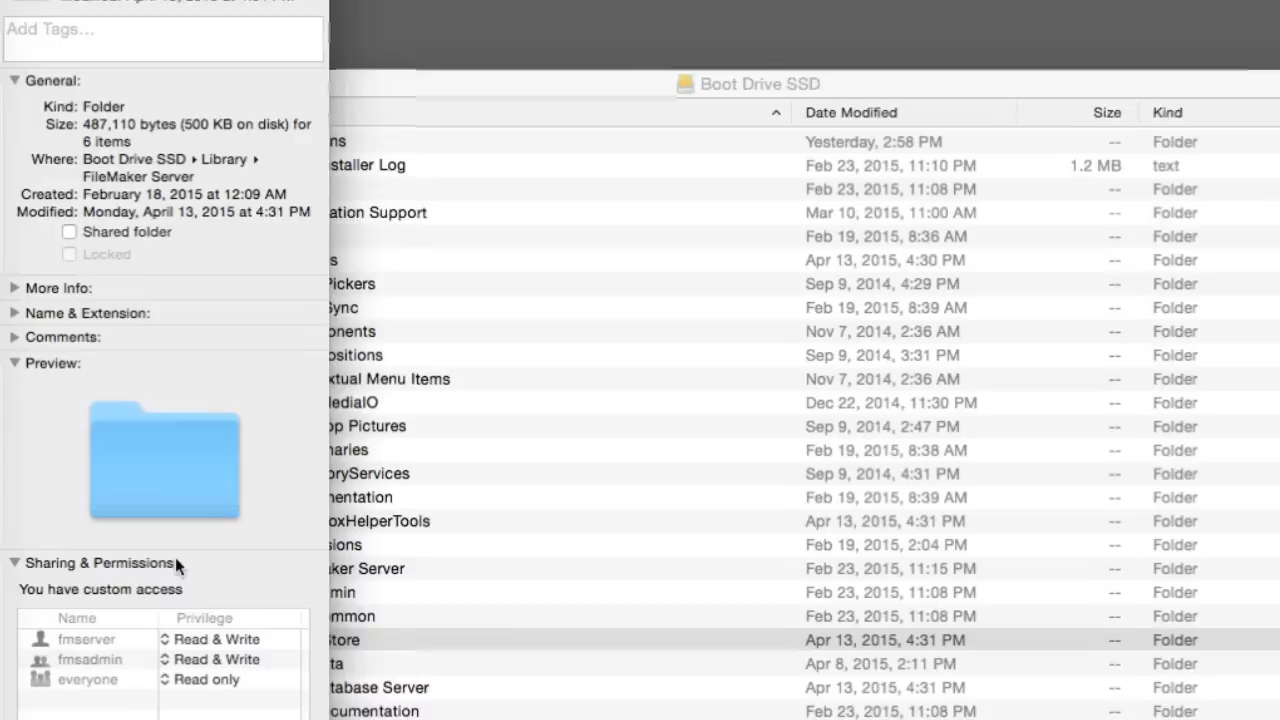 Add Tags...
General:
Kind: Folder
Size: 487,110 bytes (500 KB on disk) for
6 items
Where: Boot Drive SSD ▸ Library ▸
FileMaker Server
Created: February 18, 2015 at 12:09 AM
Modified: Monday, April 13, 2015 at 4:31 PM
Shared folder
Locked
More Info:
Name & Extension:
Comments:
Preview:
Sharing & Permissions:
You have custom access
Name Privilege
fmserver Read & Write
fmsadmin Read & Write
everyone Read only
Boot Drive SSD
Date Modified Size Kind
ns Yesterday, 2:58 PM -- Folder
staller Log Feb 23, 2015, 11:10 PM 1.2 MB text
Feb 23, 2015, 11:08 PM -- Folder
ation Support Mar 10, 2015, 11:00 AM -- Folder
Feb 19, 2015, 8:36 AM -- Folder
s Apr 13, 2015, 4:30 PM -- Folder
Pickers Sep 9, 2014, 4:29 PM -- Folder
Sync Feb 19, 2015, 8:39 AM -- Folder
onents Nov 7, 2014, 2:36 AM -- Folder
ositions Sep 9, 2014, 3:31 PM -- Folder
xtual Menu Items Nov 7, 2014, 2:36 AM -- Folder
MediaIO Dec 22, 2014, 11:30 PM -- Folder
op Pictures Sep 9, 2014, 2:47 PM -- Folder
naries Feb 19, 2015, 8:38 AM -- Folder
oryServices Sep 9, 2014, 4:31 PM -- Folder
mentation Feb 19, 2015, 8:39 AM -- Folder
oxHelperTools Apr 13, 2015, 4:31 PM -- Folder
sions Feb 19, 2015, 2:04 PM -- Folder
aker Server Feb 23, 2015, 11:15 PM -- Folder
min Feb 23, 2015, 11:08 PM -- Folder
mmon Feb 23, 2015, 11:08 PM -- Folder
Store Apr 13, 2015, 4:31 PM -- Folder
ta Apr 8, 2015, 2:11 PM -- Folder
tabase Server Apr 13, 2015, 4:31 PM -- Folder
cumentation Feb 23, 2015, 11:08 PM -- Folder